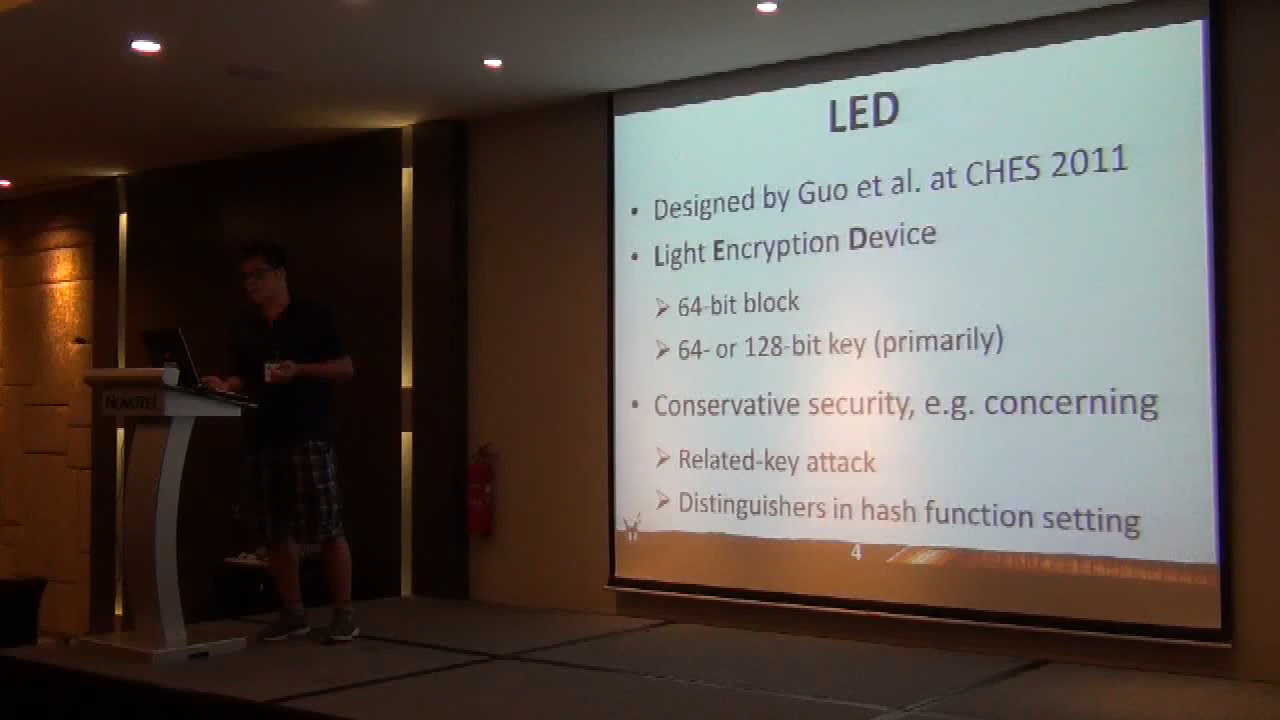 LED
• Designed by Guo et al. at CHES 2011
• Light Encryption Device
➢ 64-bit block
➢ 64- or 128-bit key (primarily)
• Conservative security, e.g. concerning
➢ Related-key attack
➢ Distinguishers in hash function setting
4
NOVOTEL